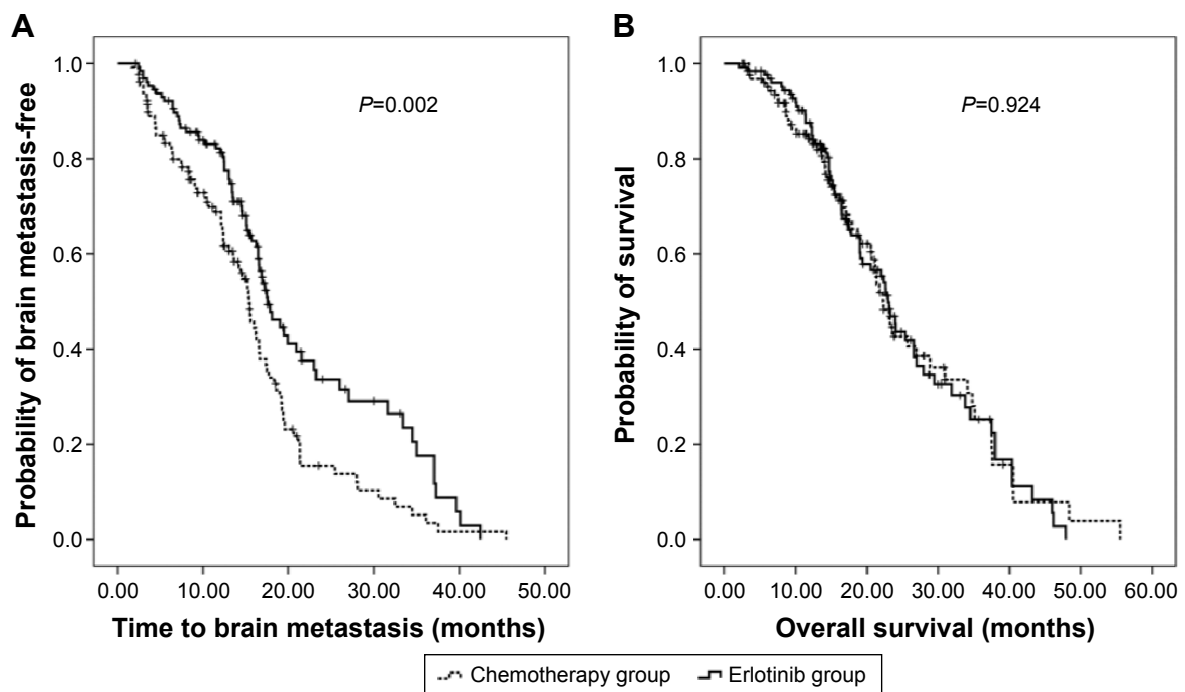 A
B
Probability of brain metastasis-free
1.0
0.8
0.6
0.4
0.2
0.0
P=0.002
0.00 10.00 20.00 30.00 40.00 50.00
Time to brain metastasis (months)
Probability of survival
1.0
0.8
0.6
0.4
0.2
0.0
P=0.924
0.00 10.00 20.00 30.00 40.00 50.00 60.00
Overall survival (months)
Chemotherapy group Erlotinib group